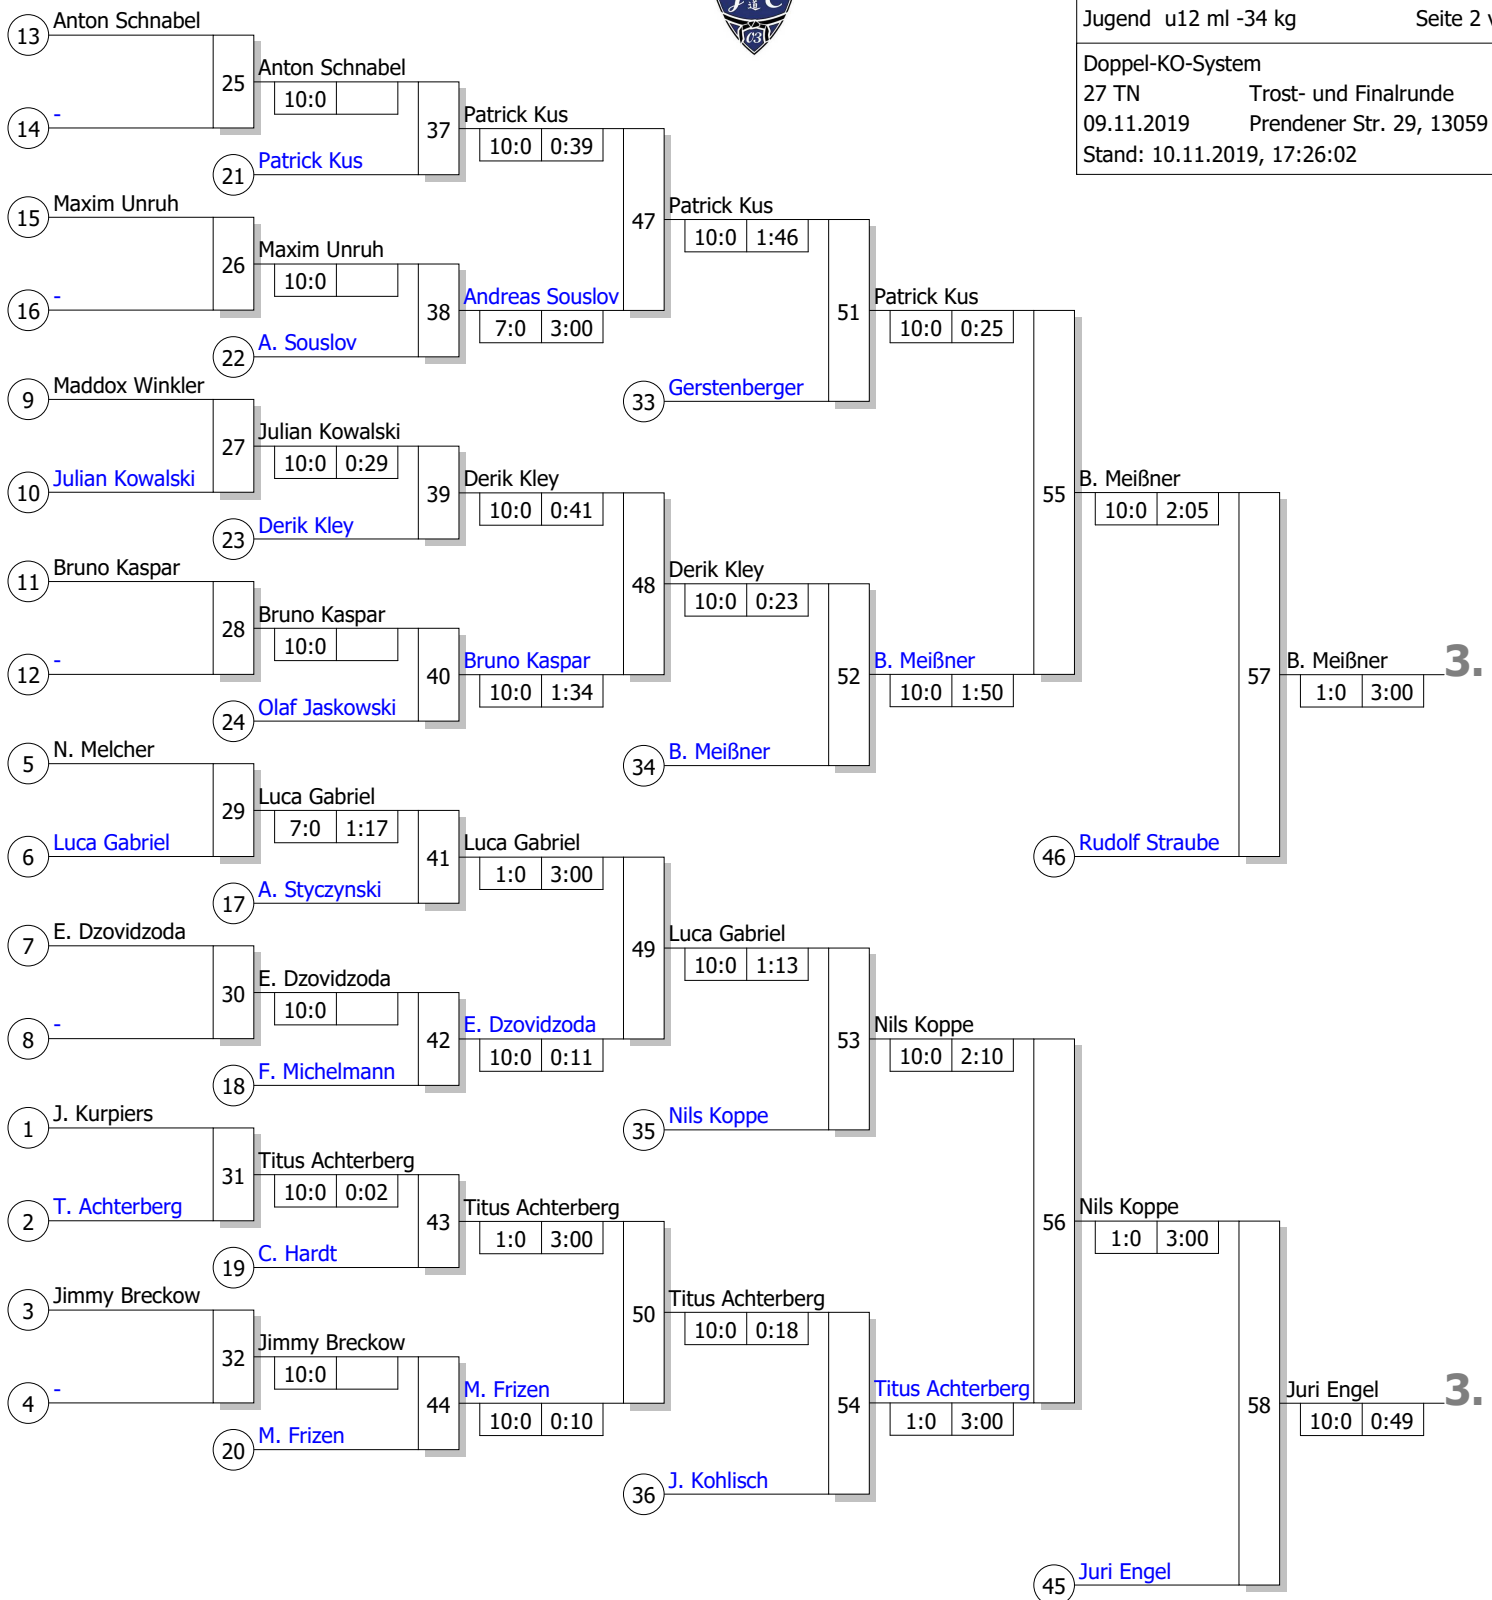 Jugend u12 ml -34 kg Seite 2 v
Doppel-KO-System
27 TN Trost- und Finalrunde
09.11.2019 Prendener Str. 29, 13059
Stand: 10.11.2019, 17:26:02
C3
13 Anton Schnabel
25 Anton Schnabel
10:0
14 -
37 Patrick Kus
10:0 0:39
21 Patrick Kus
15 Maxim Unruh
47 Patrick Kus
10:0 1:46
26 Maxim Unruh
10:0
16 -
38 Andreas Souslov
7:0 3:00
22 A. Souslov
51 Patrick Kus
10:0 0:25
9 Maddox Winkler
33 Gerstenberger
27 Julian Kowalski
10:0 0:29
10 Julian Kowalski
39 Derik Kley
10:0 0:41
23 Derik Kley
55 B. Meißner
10:0 2:05
11 Bruno Kaspar
48 Derik Kley
10:0 0:23
28 Bruno Kaspar
10:0
12 -
40 Bruno Kaspar
10:0 1:34
52 B. Meißner
10:0 1:50
57 B. Meißner 3.
1:0 3:00
24 Olaf Jaskowski
5 N. Melcher
34 B. Meißner
29 Luca Gabriel
7:0 1:17
6 Luca Gabriel
41 Luca Gabriel
1:0 3:00
46 Rudolf Straube
17 A. Styczynski
7 E. Dzovidzoda
49 Luca Gabriel
10:0 1:13
30 E. Dzovidzoda
10:0
8 -
42 E. Dzovidzoda
10:0 0:11
53 Nils Koppe
10:0 2:10
18 F. Michelmann
1 J. Kurpiers
35 Nils Koppe
31 Titus Achterberg
10:0 0:02
2 T. Achterberg
43 Titus Achterberg
1:0 3:00
56 Nils Koppe
1:0 3:00
19 C. Hardt
3 Jimmy Breckow
50 Titus Achterberg
10:0 0:18
32 Jimmy Breckow
10:0
4 -
44 M. Frizen
10:0 0:10
54 Titus Achterberg
1:0 3:00
58 Juri Engel 3.
10:0 0:49
20 M. Frizen
36 J. Kohlisch
45 Juri Engel